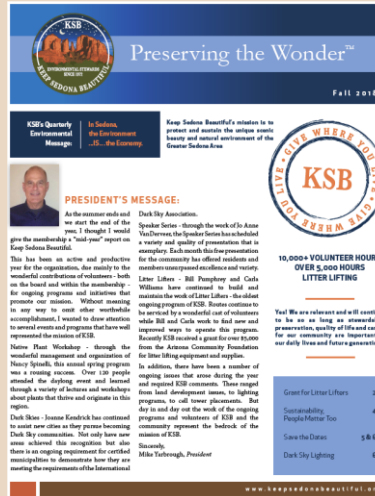 KSB
ENVIRONMENTAL STEWARDS
SINCE 1972
KEEP SEDONA BEAUTIFUL
Preserving the Wonder™
Fall 2018
KSB's Quarterly
Environmental
Message:
In Sedona,
the Environment
...IS... the Economy.
Keep Sedona Beautiful's mission is to
protect and sustain the unique scenic
beauty and natural environment of the
Greater Sedona Area
GIVE WHERE YOU LIVE
GIVE WHERE YOU
KSB
10,000+ VOLUNTEER HOUR
OVER 5,000 HOURS
LITTER LIFTING
Yes! We are relevant and will conti
to be so as long as stewards
preservation, quality of life and ca
for our community are important
our daily lives and future generation
Grant for Litter Lifters
Sustainability,
People Matter Too
Save the Dates
5 & 
Dark Sky Lighting
PRESIDENT'S MESSAGE:
As the summer ends and
we start the end of the
year, I thought I would
give the membership a "mid-year" report on
Keep Sedona Beautiful.
This has been an active and productive
year for the organization, due mainly to the
wonderful contributions of volunteers - both
on the board and within the membership -
for ongoing programs and initiatives that
promote our mission. Without meaning
in any way to omit other worthwhile
accomplishment, I wanted to draw attention
to several events and programs that have well
represented the mission of KSB.
Native Plant Workshop - through the
wonderful management and organization of
Nancy Spinelli, this annual spring program
was a rousing success. Over 120 people
attended the daylong event and learned
through a variety of lectures and workshops
about plants that thrive and originate in this
region.
Dark Skies - Joanne Kendrick has continued
to assist new cities as they pursue becoming
Dark Sky communities. Not only have new
areas achieved this recognition but also
there is an ongoing requirement for certified
municipalities to demonstrate how they are
meeting the requirements of the International
Dark Sky Association.
Speaker Series - through the work of Jo Anne
VanDerveer, the Speaker Series has scheduled
a variety and quality of presentation that is
exemplary. Each month this free presentation
for the community has offered residents and
members unsurpassed excellence and variety.
Litter Lifters - Bill Pumphrey and Carla
Williams have continued to build and
maintain the work of Litter Lifters - the oldest
ongoing program of KSB. Routes continue to
be serviced by a wonderful cast of volunteers
while Bill and Carla work to find new and
improved ways to operate this program.
Recently KSB received a grant for over $7,000
from the Arizona Community Foundation
for litter lifting equipment and supplies.
In addition, there have been a number of
ongoing issues that arose during the year
and required KSB comments. These ranged
from land development issues, to lighting
programs, to cell tower placements. But
day in and day out the work of the ongoing
programs and volunteers of KSB and the
community represent the bedrock of the
mission of KSB.
Sincerely,
Mike Yarbrough, President
www.keepsedonabeautiful.or